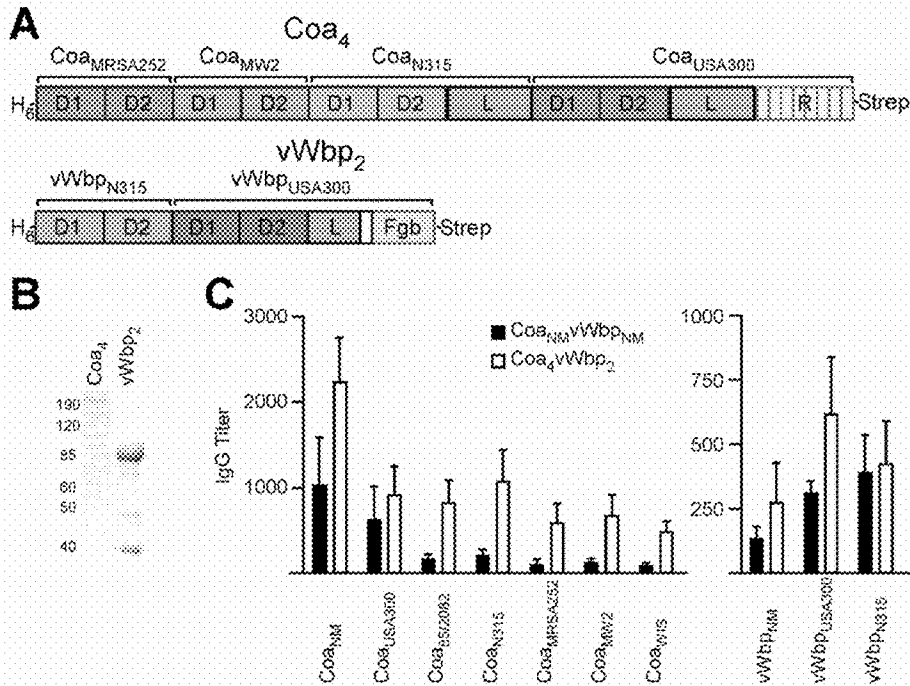 A
Coa4
CoaMRSA252 CoaMW2 CoaN315 CoaUSA300
H6 D1 D2 D1 D2 D1 D2 L D1 D2 L R Strep
vWbp2
vWbpN315 vWbpUSA300
H6 D1 D2 D1 D2 L Fgb Strep
B
Coa4
vWbp2
190
120
85
60
50
40
C
IgG Titer
3000
2000
1000
CoaNMvWbpNM
Coa4vWbp2
1000
750
500
250
CoaNM
CoaUSA300
Coa85/2082
CoaN315
CoaMRSA252
CoaMW2
CoaWIS
vWbpNM
vWbpUSA300
vWbpN315